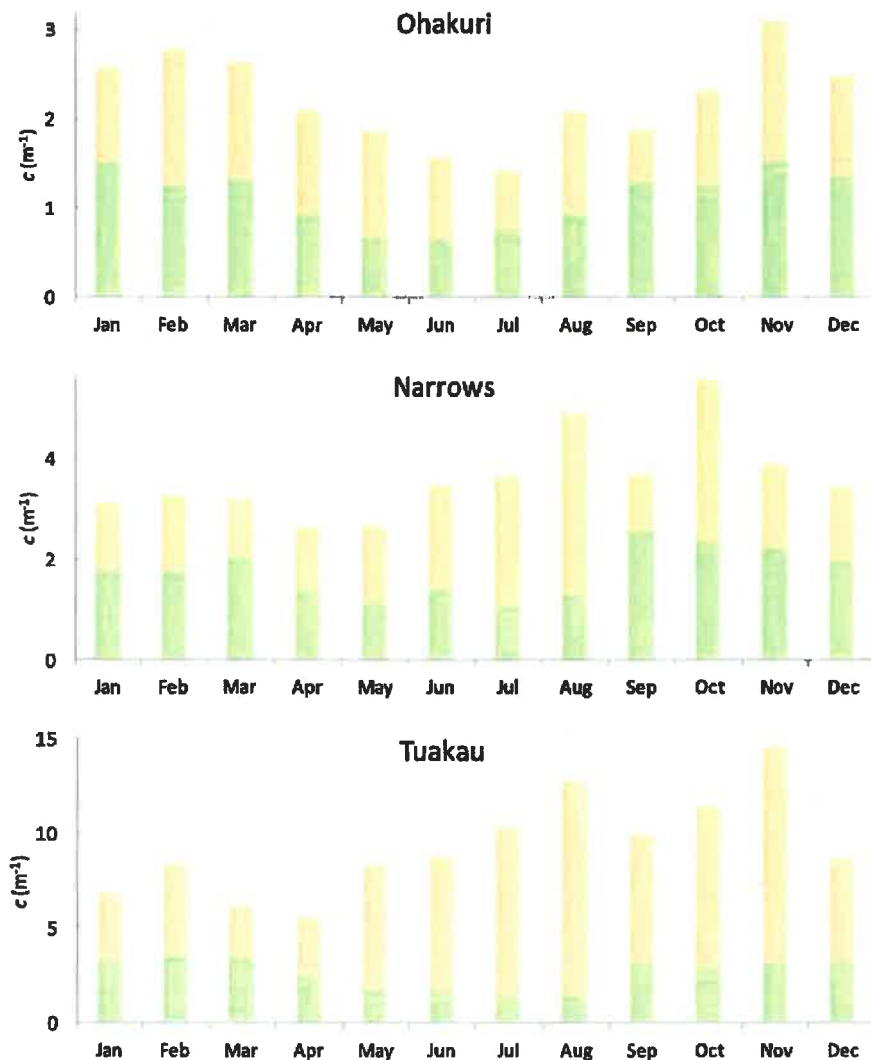 Ohakuri
3
2
1
0
c (m⁻¹)
Jan Feb Mar Apr May Jun Jul Aug Sep Oct Nov Dec
Narrows
4
2
0
c (m⁻¹)
Jan Feb Mar Apr May Jun Jul Aug Sep Oct Nov Dec
Tuakau
15
10
5
0
c (m⁻¹)
Jan Feb Mar Apr May Jun Jul Aug Sep Oct Nov Dec